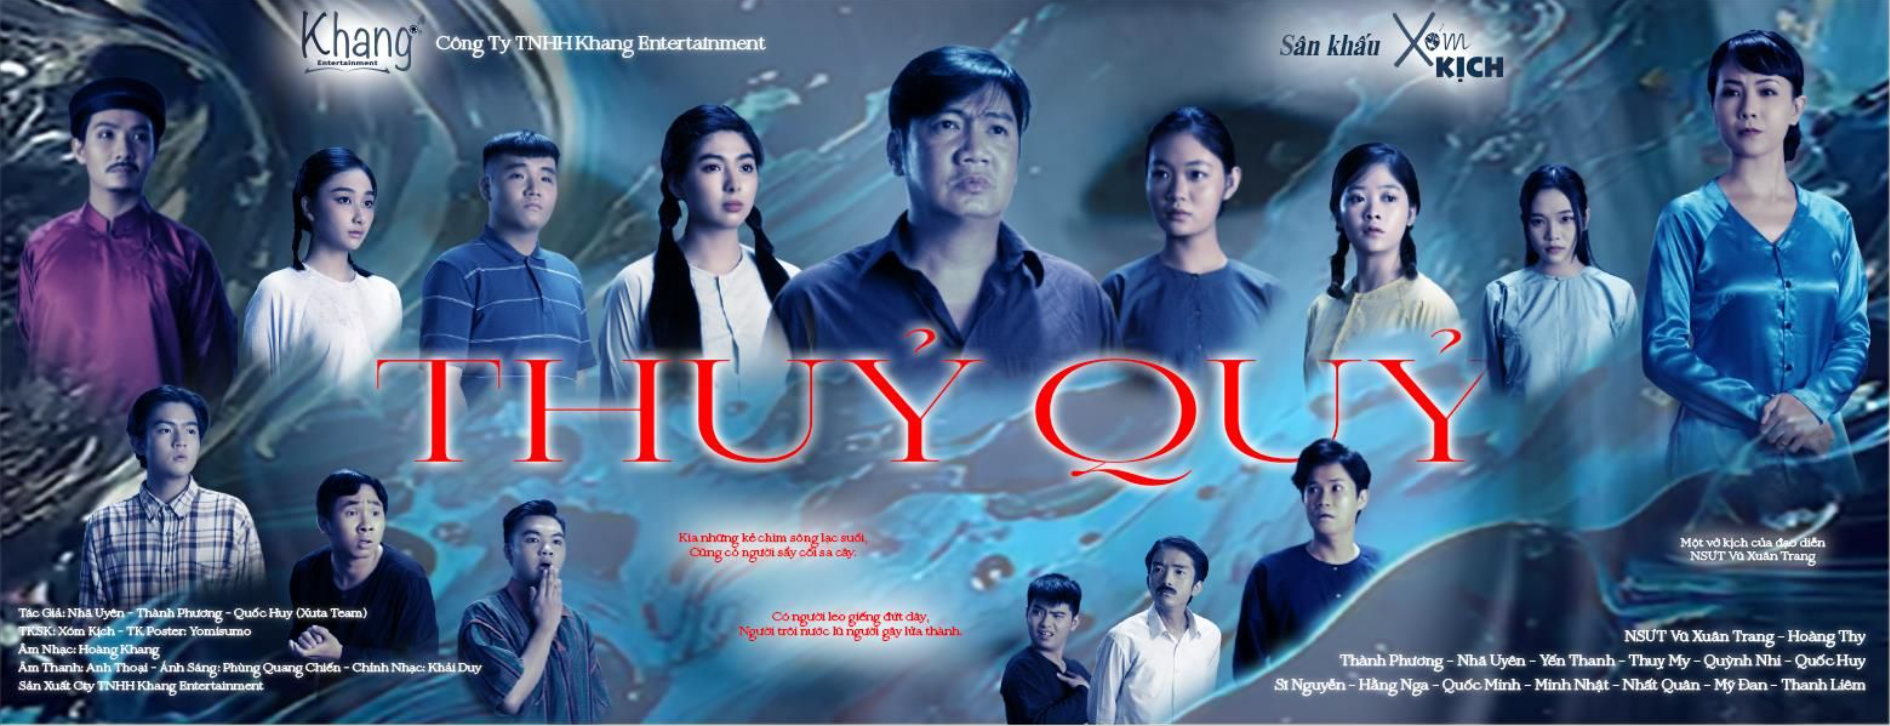 Khang
Entertainment
Công Ty TNHH Khang Entertainment
Sân khấu Xóm
KỊCH
THUỶ QUỶ
Kìa những kẻ chìm sông lạc suối,
Cũng có người sẩy cối sa cây.
Có người leo giếng đứt dây,
Người trôi nước lũ người gây lửa thành.
Một vở kịch của đạo diễn
NSƯT Vũ Xuân Trang
Tác Giả: Nhã Uyên - Thành Phương - Quốc Huy (Xuta Team)
TKSK: Xóm Kịch - TK Poster: Yomisumo
Âm Nhạc: Hoàng Khang
Âm Thanh: Anh Thoại - Ánh Sáng: Phùng Quang Chiến - Chỉnh Nhạc: Khải Duy
Sản Xuất Cty TNHH Khang Entertainment
NSƯT Vũ Xuân Trang - Hoàng Thy
Thành Phương - Nhã Uyên - Yến Thanh - Thuỵ My - Quỳnh Nhi - Quốc Huy
Sĩ Nguyễn - Hằng Nga - Quốc Minh - Minh Nhật - Nhất Quân - Mỹ Đan - Thanh Liêm